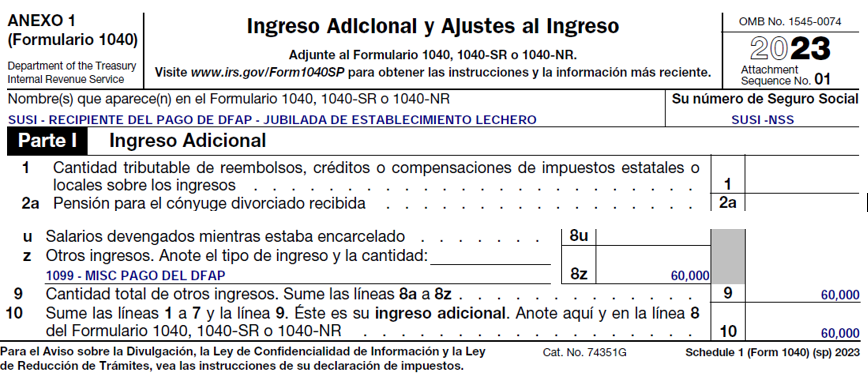 ANEXO 1
(Formulario 1040)
Department of the Treasury
Internal Revenue Service
Ingreso Adicional y Ajustes al Ingreso
Adjunte al Formulario 1040, 1040-SR o 1040-NR.
Visite www.irs.gov/Form1040SP para obtener las instrucciones y la información más reciente.
OMB No. 1545-0074
2023
Attachment
Sequence No. 01
Nombre(s) que aparece(n) en el Formulario 1040, 1040-SR o 1040-NR
Su número de Seguro Social
SUSI - RECIPIENTE DEL PAGO DE DFAP - JUBILADA DE ESTABLECIMIENTO LECHERO
SUSI -NSS
Parte I Ingreso Adicional
1 Cantidad tributable de reembolsos, créditos o compensaciones de impuestos estatales o
locales sobre los ingresos . . . . . . . . . . . . . . . . . . . . . 1
2a Pensión para el cónyuge divorciado recibida . . . . . . . . . . . . . . . 2a
u Salarios devengados mientras estaba encarcelado . . . . . . 8u
z Otros ingresos. Anote el tipo de ingreso y la cantidad:
1099 - MISC PAGO DEL DFAP 8z 60,000
9 Cantidad total de otros ingresos. Sume las líneas 8a a 8z . . . . . . . . . . . 9 60,000
10 Sume las líneas 1 a 7 y la línea 9. Éste es su ingreso adicional. Anote aquí y en la línea 8
del Formulario 1040, 1040-SR o 1040-NR . . . . . . . . . . . . . . . 10 60,000
Para el Aviso sobre la Divulgación, la Ley de Confidencialidad de Información y la Ley
de Reducción de Trámites, vea las instrucciones de su declaración de impuestos.
Cat. No. 74351G
Schedule 1 (Form 1040) (sp) 2023